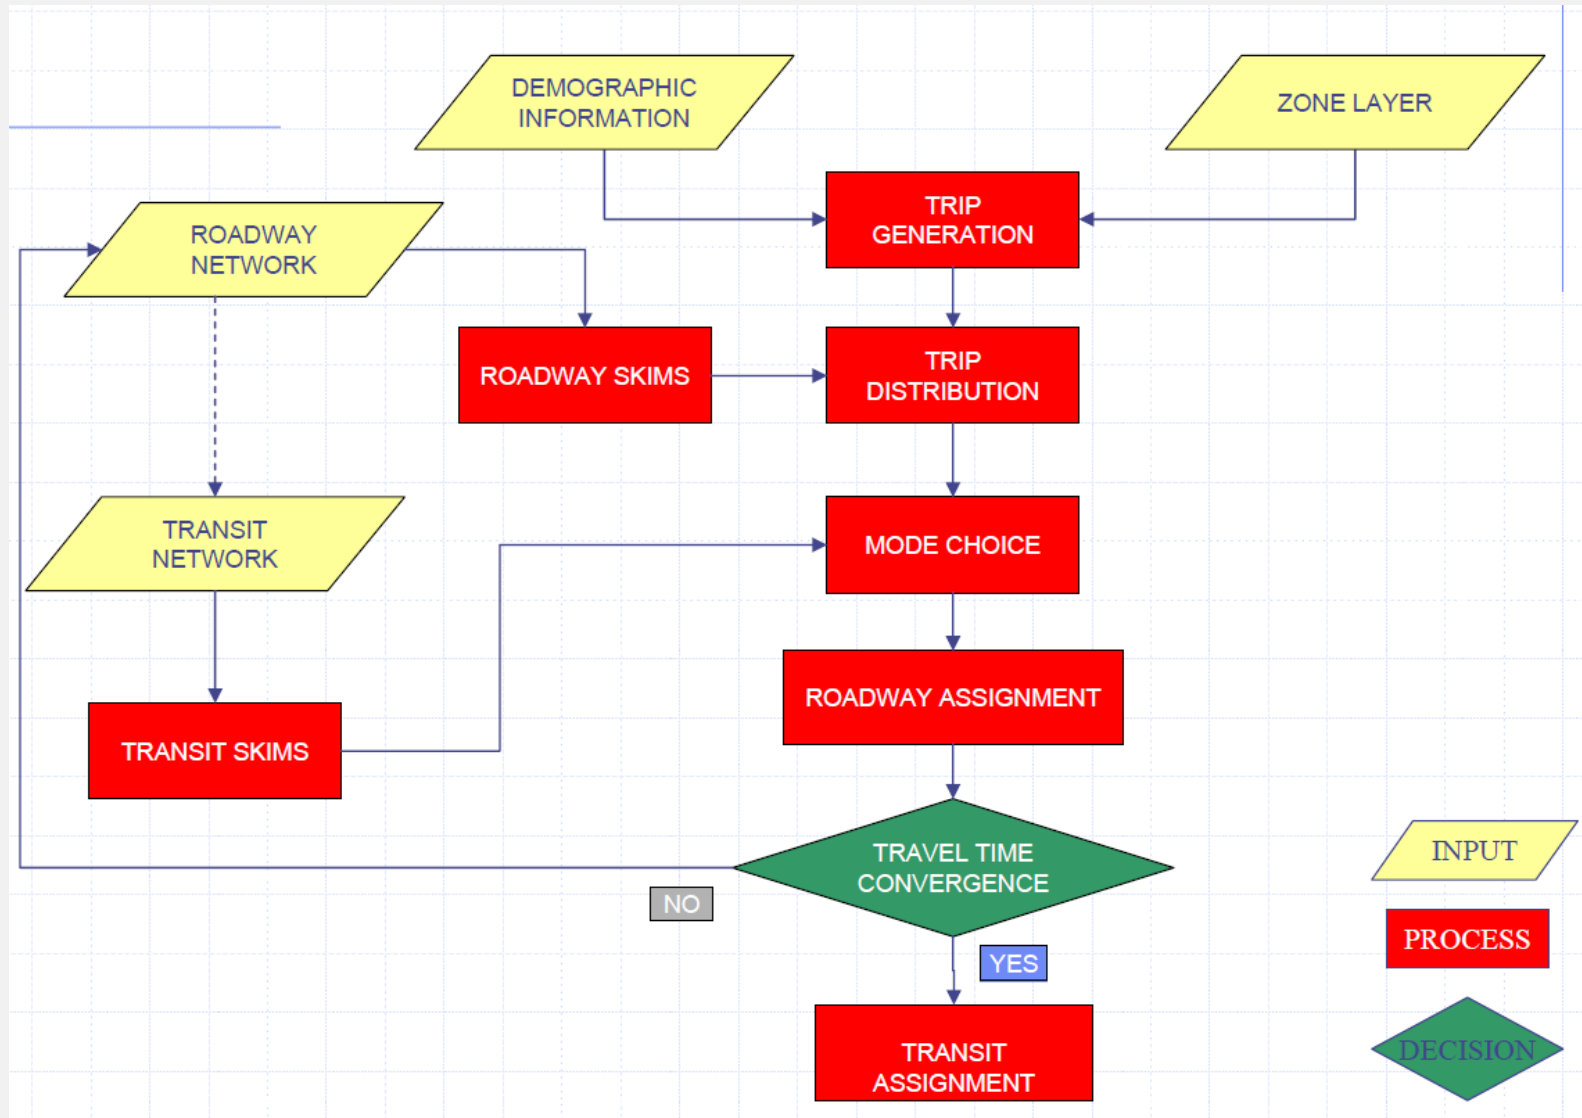 DEMOGRAPHIC
INFORMATION
ZONE LAYER
TRIP
GENERATION
ROADWAY
NETWORK
ROADWAY SKIMS
TRIP
DISTRIBUTION
TRANSIT
NETWORK
MODE CHOICE
ROADWAY ASSIGNMENT
TRANSIT SKIMS
TRAVEL TIME
CONVERGENCE
NO
YES
TRANSIT
ASSIGNMENT
INPUT
PROCESS
DECISION